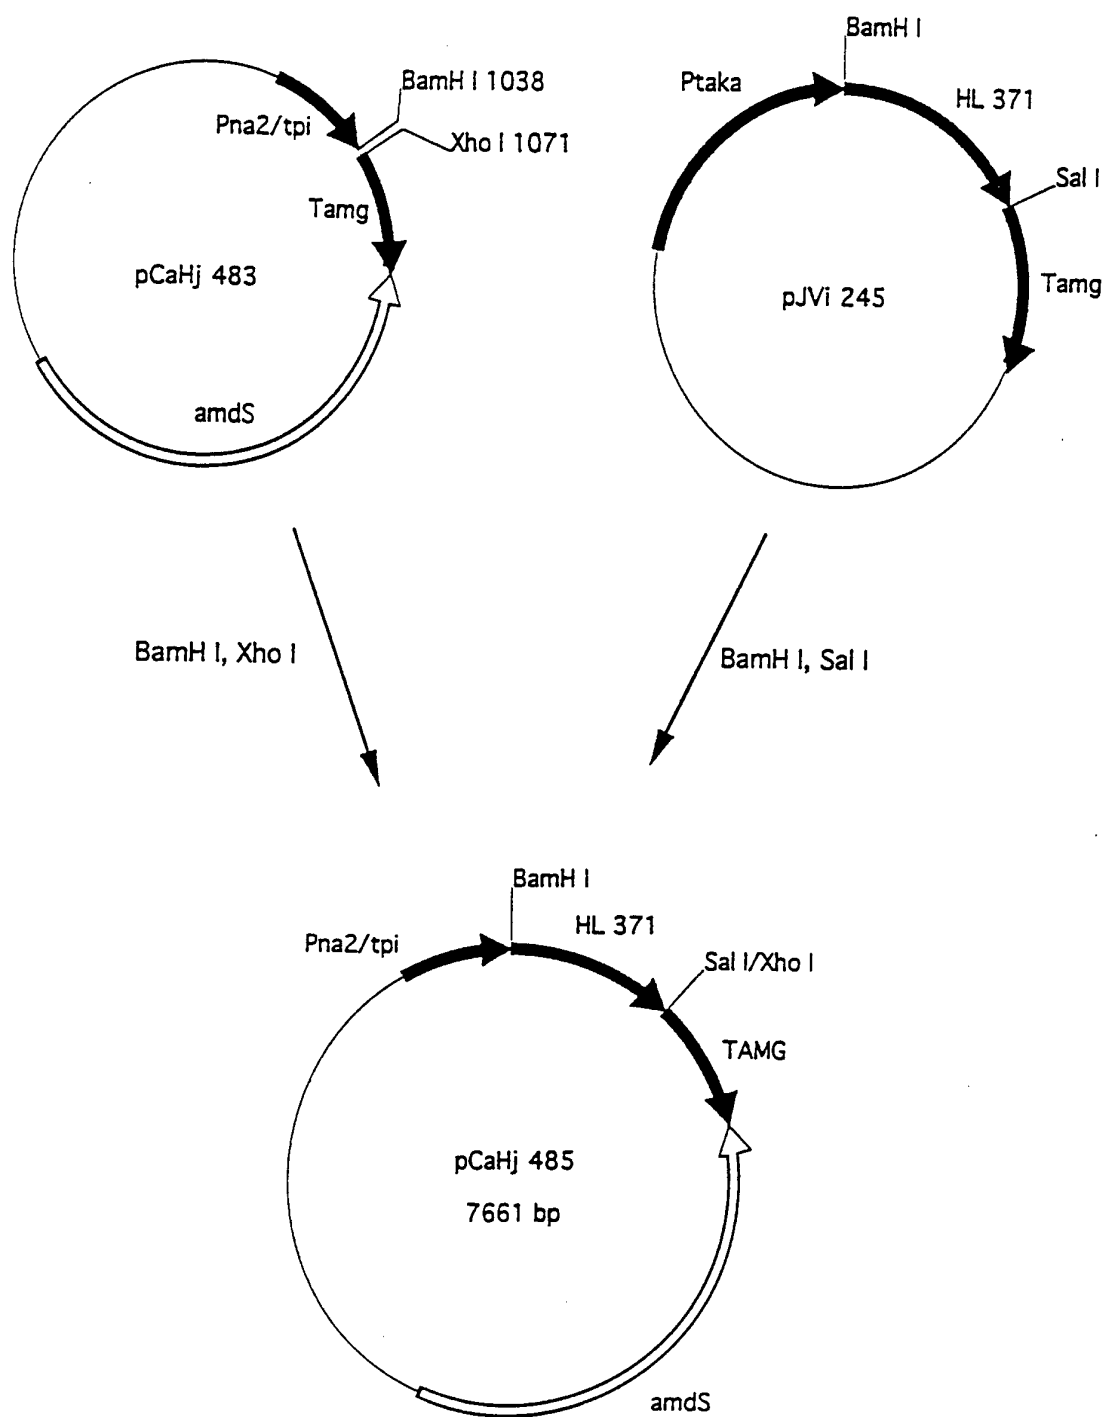 BamH I 1038
Pna2/tpi
Xho I 1071
Tamg
pCaHj 483
amdS
BamH I
Ptaka
HL 371
Sal I
Tamg
pJVi 245
BamH I, Xho I
BamH I, Sal I
BamH I
HL 371
Pna2/tpi
Sal I/Xho I
TAMG
pCaHj 485
7661 bp
amdS